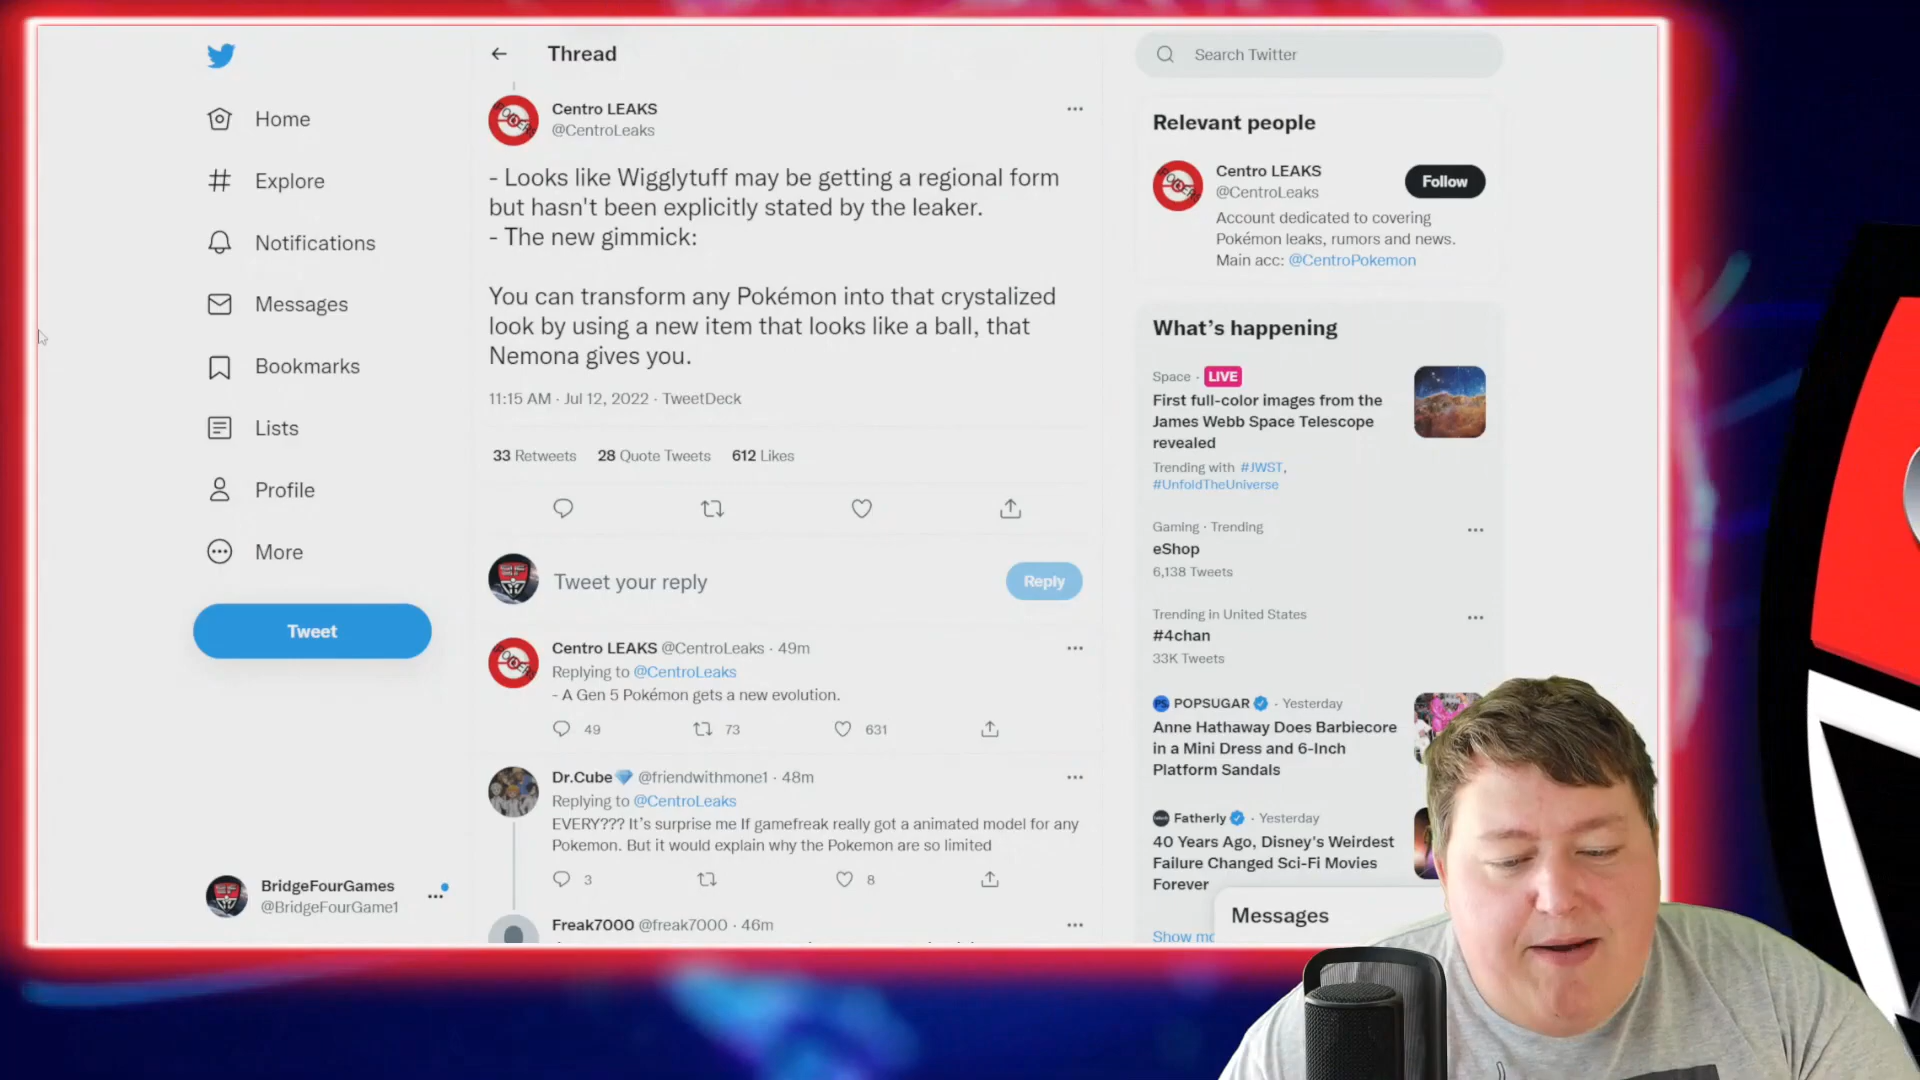 Thread
Search Twitter
Home
Explore
Notifications
Messages
Bookmarks
Lists
Profile
More
Tweet
BridgeFourGames
@BridgeFourGame1
Centro LEAKS
@CentroLeaks
- Looks like Wigglytuff may be getting a regional form
but hasn't been explicitly stated by the leaker.
- The new gimmick:
You can transform any Pokémon into that crystalized
look by using a new item that looks like a ball, that
Nemona gives you.
11:15 AM · Jul 12, 2022 · TweetDeck
33 Retweets 28 Quote Tweets 612 Likes
Tweet your reply
Reply
Centro LEAKS @CentroLeaks · 49m
Replying to @CentroLeaks
- A Gen 5 Pokémon gets a new evolution.
49 73 631
Dr.Cube @friendwithmone1 · 48m
Replying to @CentroLeaks
EVERY??? It's surprise me If gamefreak really got a animated model for any
Pokemon. But it would explain why the Pokemon are so limited
3 8
Freak7000 @freak7000 · 46m
Relevant people
Centro LEAKS
@CentroLeaks
Follow
Account dedicated to covering
Pokémon leaks, rumors and news.
Main acc: @CentroPokemon
What's happening
Space · LIVE
First full-color images from the
James Webb Space Telescope
revealed
Trending with #JWST,
#UnfoldTheUniverse
Gaming · Trending
eShop
6,138 Tweets
Trending in United States
#4chan
33K Tweets
POPSUGAR · Yesterday
Anne Hathaway Does Barbiecore
in a Mini Dress and 6-Inch
Platform Sandals
Fatherly · Yesterday
40 Years Ago, Disney's Weirdest
Failure Changed Sci-Fi Movies
Forever
Show
Messages